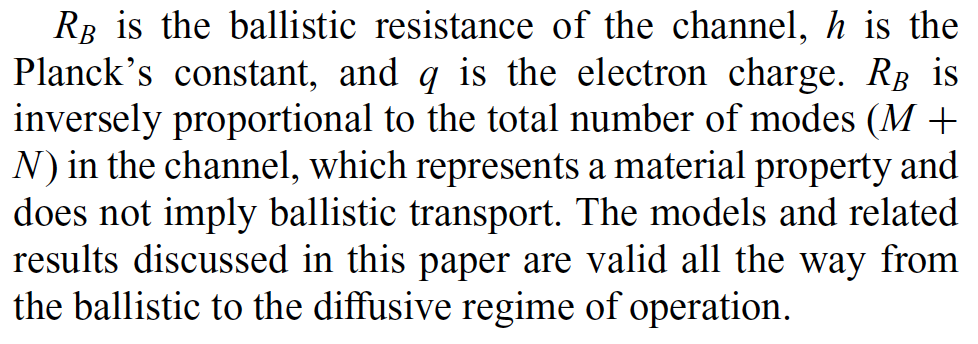 R_B is the ballistic resistance of the channel, h is the
Planck’s constant, and q is the electron charge. R_B is
inversely proportional to the total number of modes (M +
N) in the channel, which represents a material property and
does not imply ballistic transport. The models and related
results discussed in this paper are valid all the way from
the ballistic to the diffusive regime of operation.